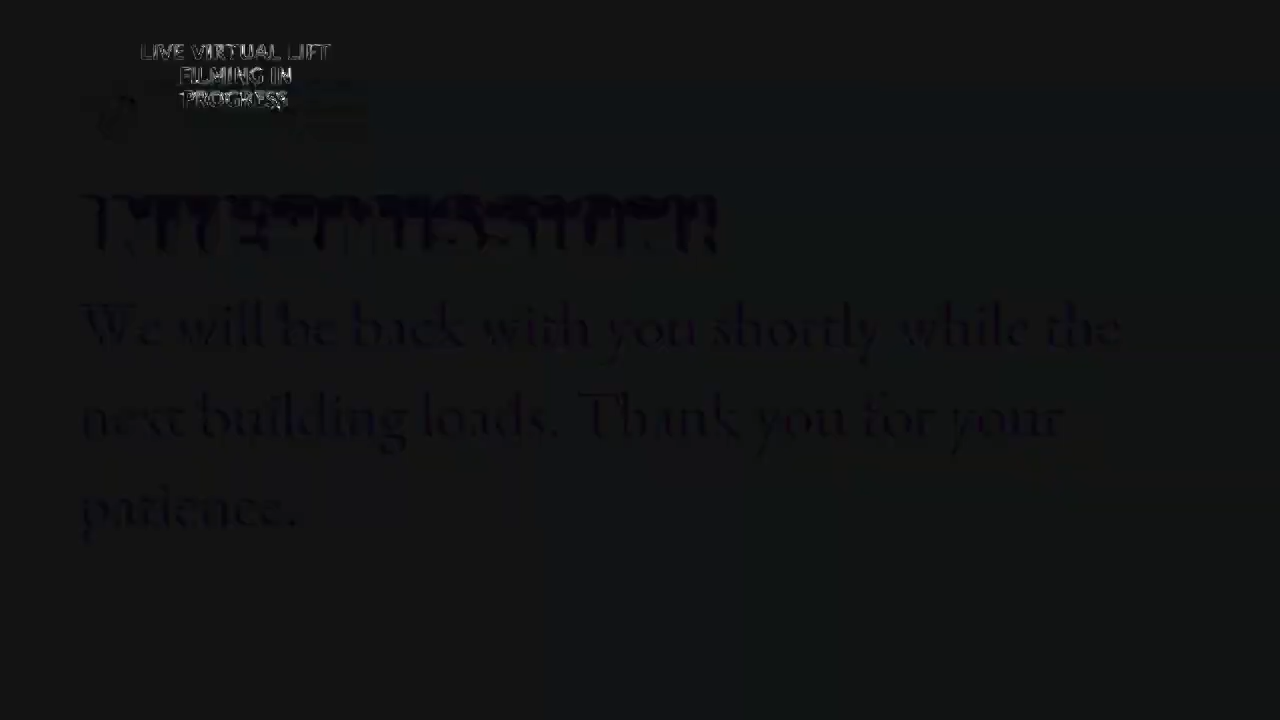 LIVE VIRTUAL LIFT
FILMING IN
PROGRESS
We will be back with you shortly while the
next building loads. Thank you for your
patience.